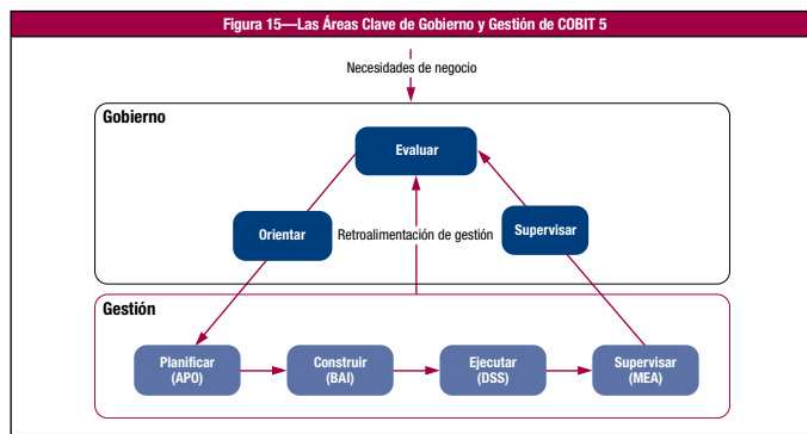 Figura 15—Las Áreas Clave de Gobierno y Gestión de COBIT 5
Necesidades de negocio
Gobierno
Evaluar
Orientar
Retroalimentación de gestión
Supervisar
Gestión
Planificar
(APO)
Construir
(BAI)
Ejecutar
(DSS)
Supervisar
(MEA)